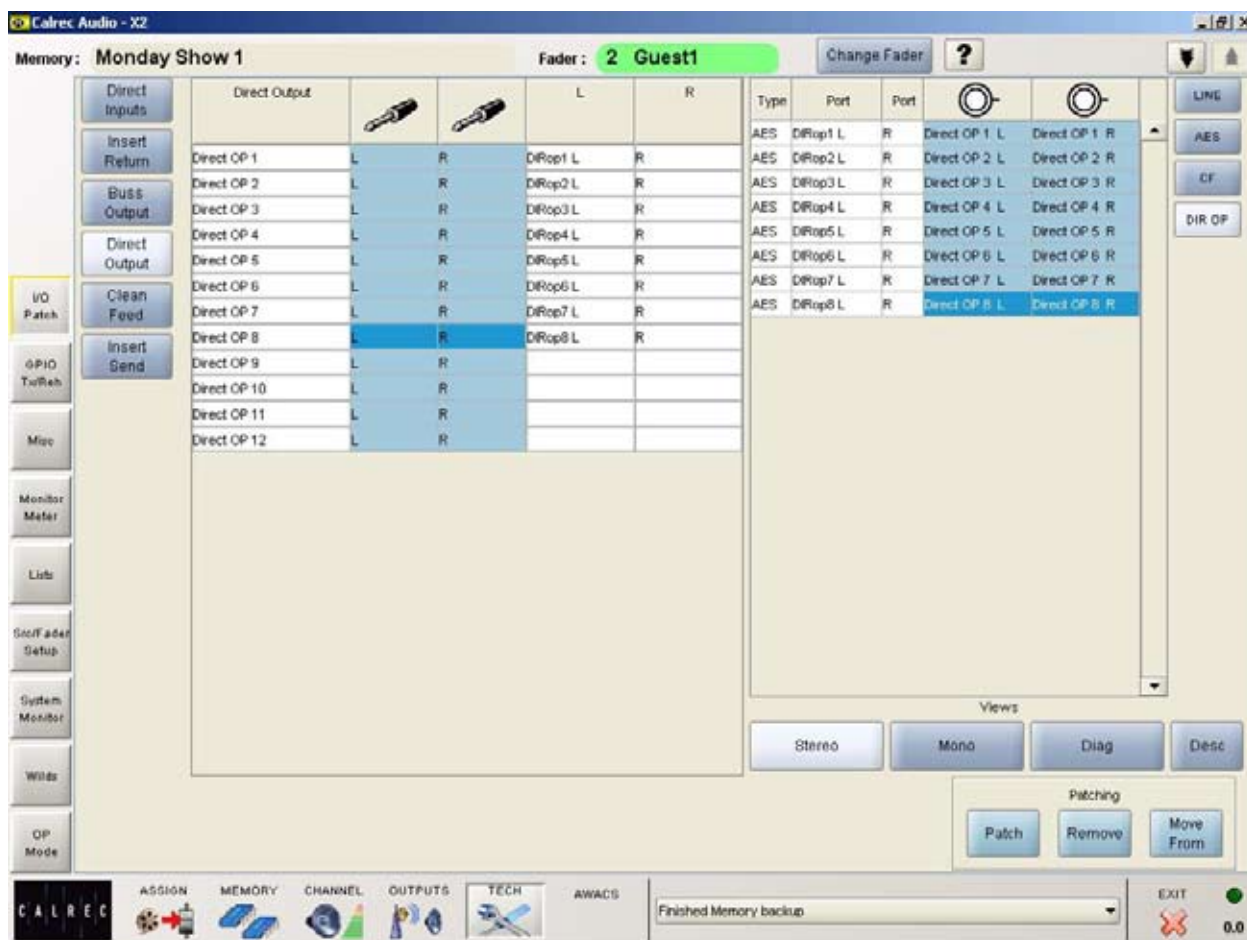 Calrec Audio - X2
Memory: Monday Show 1 Fader: 2 Guest1 Change Fader ?
Direct Inputs
Insert Return
Buss Output
Direct Output
Clean Feed
Insert Send
I/O Patch
GPIO Tx/Reh
Misc
Monitor Meter
Lists
Src/Fader Setup
System Monitor
Wilds
OP Mode
Direct Output L R
Direct OP 1 L R DiRop1 L R
Direct OP 2 L R DiRop2 L R
Direct OP 3 L R DiRop3 L R
Direct OP 4 L R DiRop4 L R
Direct OP 5 L R DiRop5 L R
Direct OP 6 L R DiRop6 L R
Direct OP 7 L R DiRop7 L R
Direct OP 8 L R DiRop8 L R
Direct OP 9 L R
Direct OP 10 L R
Direct OP 11 L R
Direct OP 12 L R
Type Port Port
AES DiRop1 L R Direct OP 1 L Direct OP 1 R
AES DiRop2 L R Direct OP 2 L Direct OP 2 R
AES DiRop3 L R Direct OP 3 L Direct OP 3 R
AES DiRop4 L R Direct OP 4 L Direct OP 4 R
AES DiRop5 L R Direct OP 5 L Direct OP 5 R
AES DiRop6 L R Direct OP 6 L Direct OP 6 R
AES DiRop7 L R Direct OP 7 L Direct OP 7 R
AES DiRop8 L R Direct OP 8 L Direct OP 8 R
LINE
AES
CF
DIR OP
Views
Stereo Mono Diag Desc
Patching
Patch Remove Move From
CALREC ASSIGN MEMORY CHANNEL OUTPUTS TECH AWACS Finished Memory backup EXIT
0.0